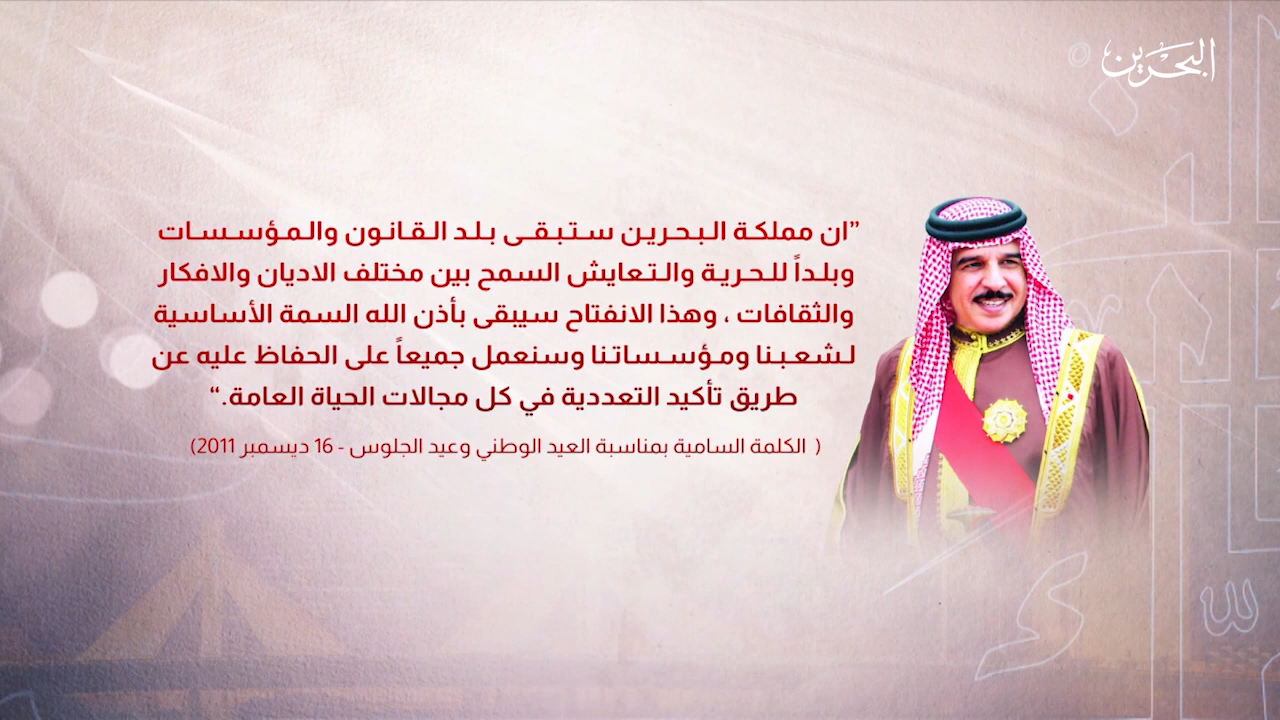 البحرين
”ان مملكة البحرين ستبقى بلد القانون والمؤسسات
وبلداً للحرية والتعايش السمح بين مختلف الاديان والافكار
والثقافات ، وهذا الانفتاح سيبقى بأذن الله السمة الأساسية
لشعبنا ومؤسساتنا وسنعمل جميعاً على الحفاظ عليه عن
طريق تأكيد التعددية في كل مجالات الحياة العامة.“
( الكلمة السامية بمناسبة العيد الوطني وعيد الجلوس - 16 ديسمبر 2011)